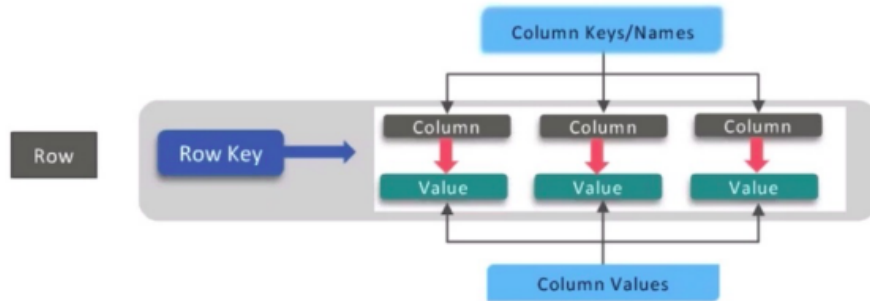 Column Keys/Names
Column
Column
Column
Row
Row Key
Value
Value
Value
Column Values